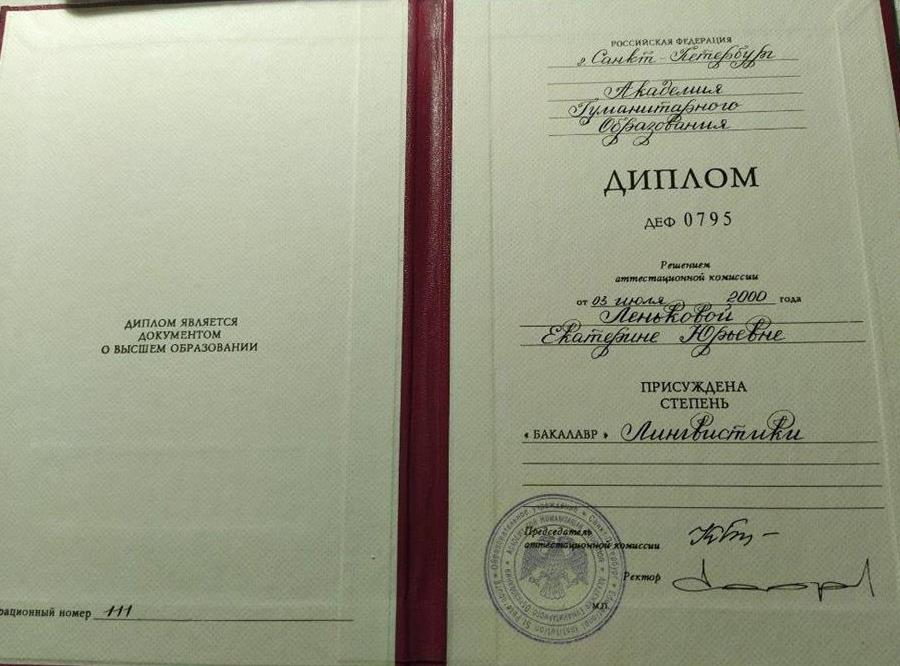 ДИПЛОМ ЯВЛЯЕТСЯ
ДОКУМЕНТОМ
О ВЫСШЕМ ОБРАЗОВАНИИ
рационный номер 111
РОССИЙСКАЯ ФЕДЕРАЦИЯ
г Санкт-Петербург
Академия
Гуманитарного
Образования
ДИПЛОМ
ДЕФ 0795
Решением
аттестационной комиссии
от 03 июля 2000 года
Леньковой
Екатерине Юрьевне
ПРИСУЖДЕНА
СТЕПЕНЬ
« БАКАЛАВР » Лингвистики
Председатель
аттестационной комиссии
Ректор
М.П.